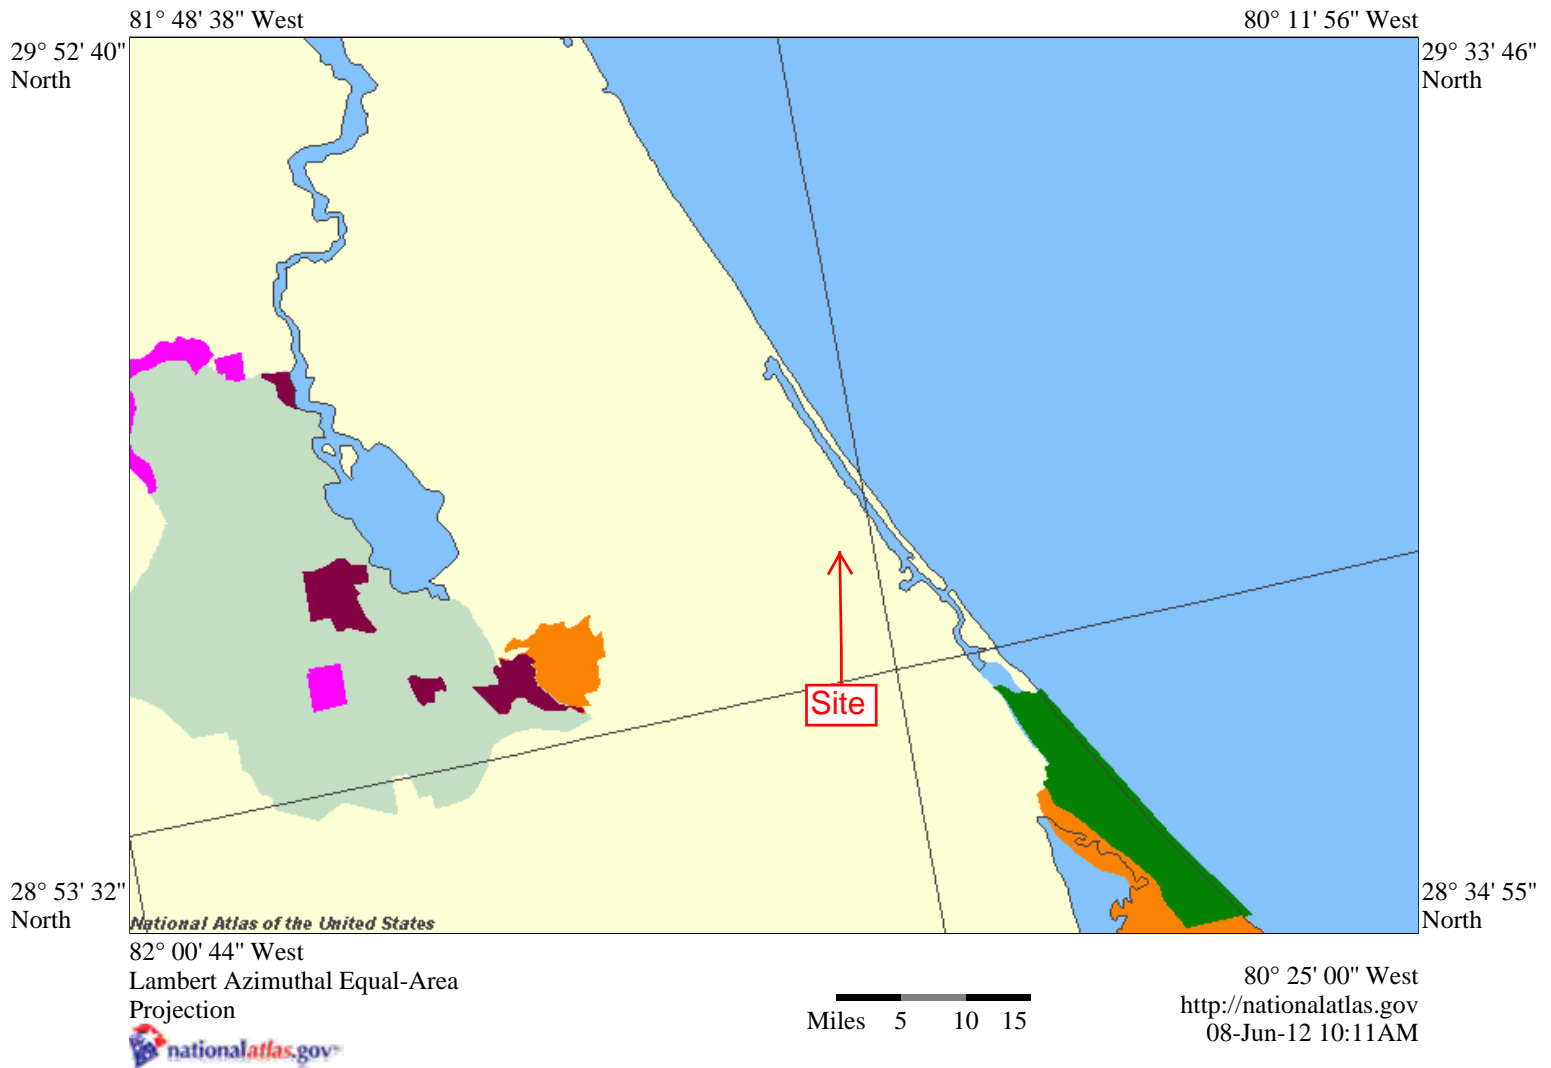 81° 48' 38" West
80° 11' 56" West
29° 52' 40"
North
29° 33' 46"
North
Site
28° 53' 32"
North
28° 34' 55"
North
National Atlas of the United States
82° 00' 44" West
Lambert Azimuthal Equal-Area
Projection
80° 25' 00" West
http://nationalatlas.gov
08-Jun-12 10:11AM
Miles 5 10 15
nationalatlas.gov